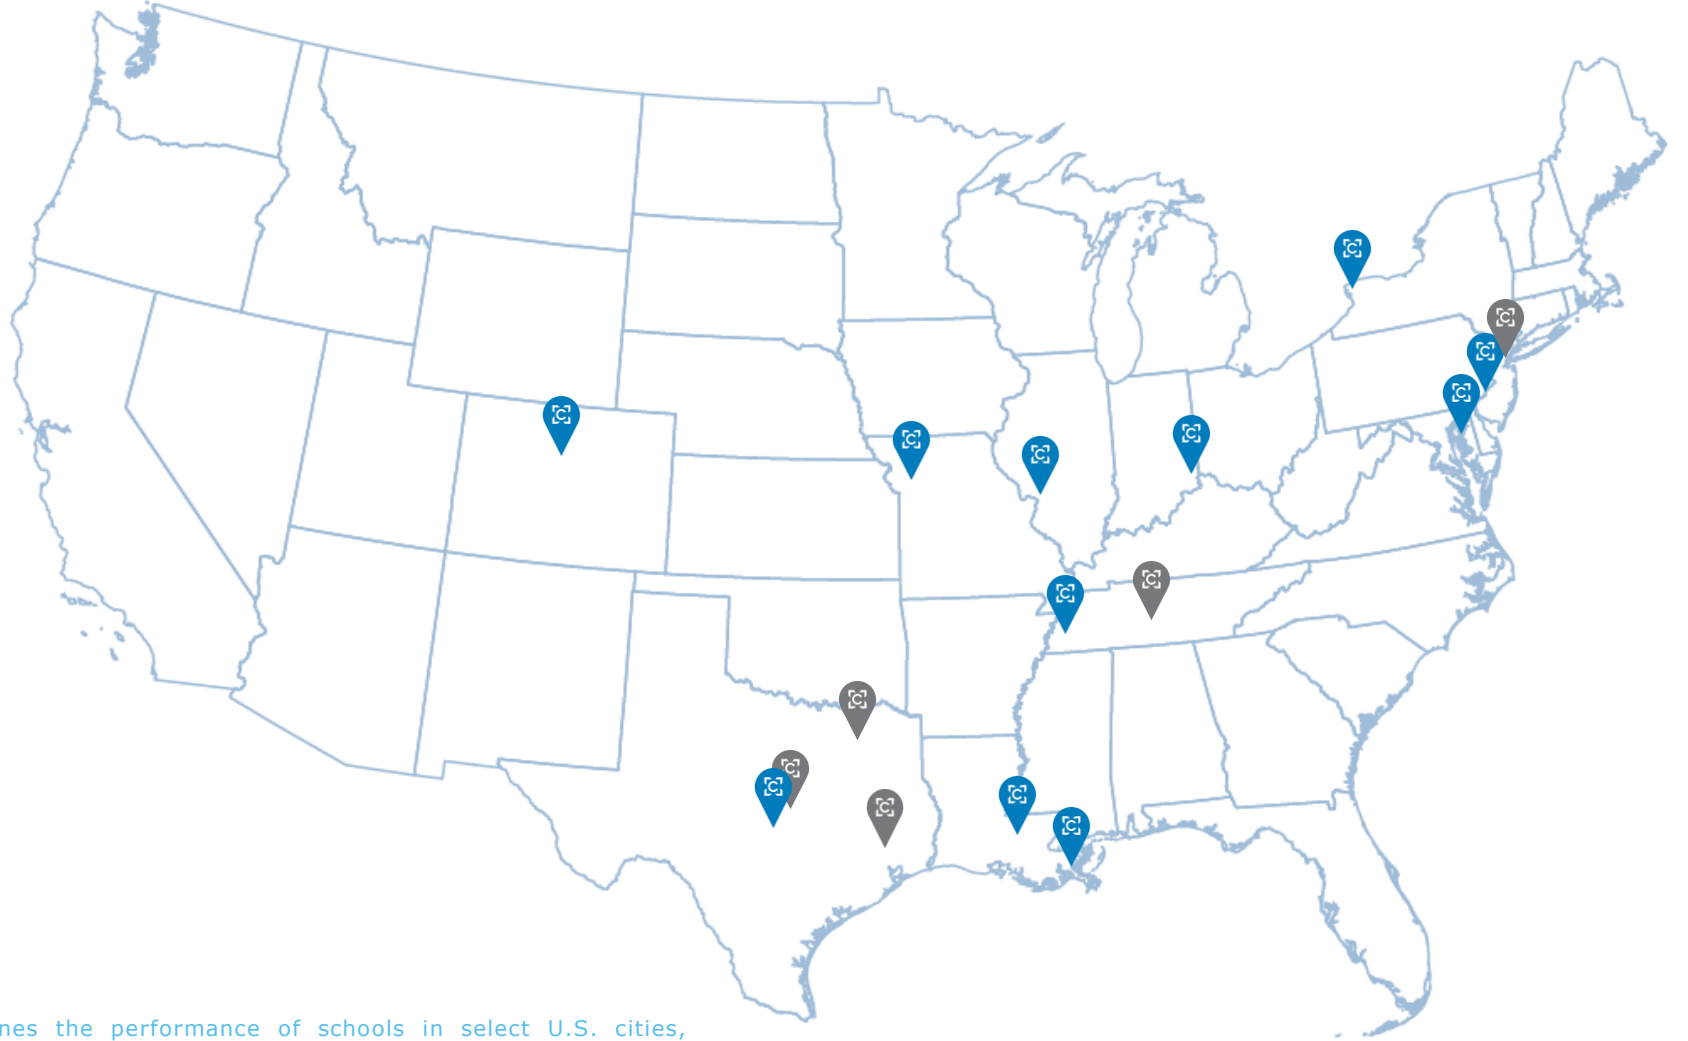 nes the performance of schools in select U.S. cities,